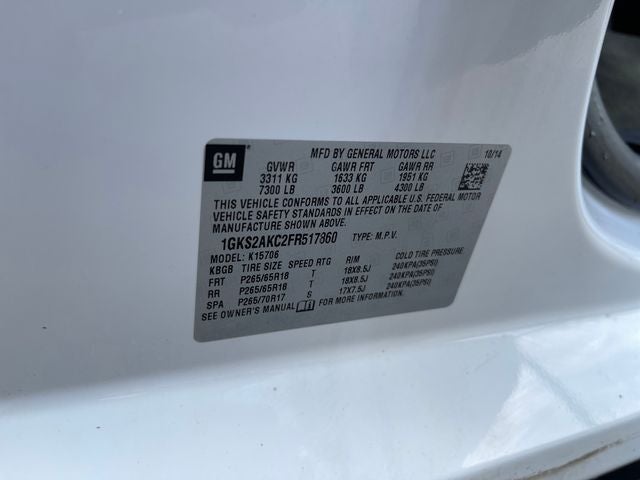 GM
MFD BY GENERAL MOTORS LLC 10/14
GVWR GAWR FRT GAWR RR
3311 KG 1633 KG 1951 KG
7300 LB 3600 LB 4300 LB
THIS VEHICLE CONFORMS TO ALL APPLICABLE U.S. FEDERAL MOTOR
VEHICLE SAFETY STANDARDS IN EFFECT ON THE DATE OF
MANUFACTURE SHOWN ABOVE.
1GKS2AKC2FR517860 TYPE: M.P.V.
MODEL: K15706
KBGB TIRE SIZE SPEED RTG RIM COLD TIRE PRESSURE
FRT P265/65R18 T 18X8.5J 240KPA(35PSI)
RR P265/65R18 T 18X8.5J 240KPA(35PSI)
SPA P265/70R17 S 17X7.5J 240KPA(35PSI)
SEE OWNER'S MANUAL FOR MORE INFORMATION.